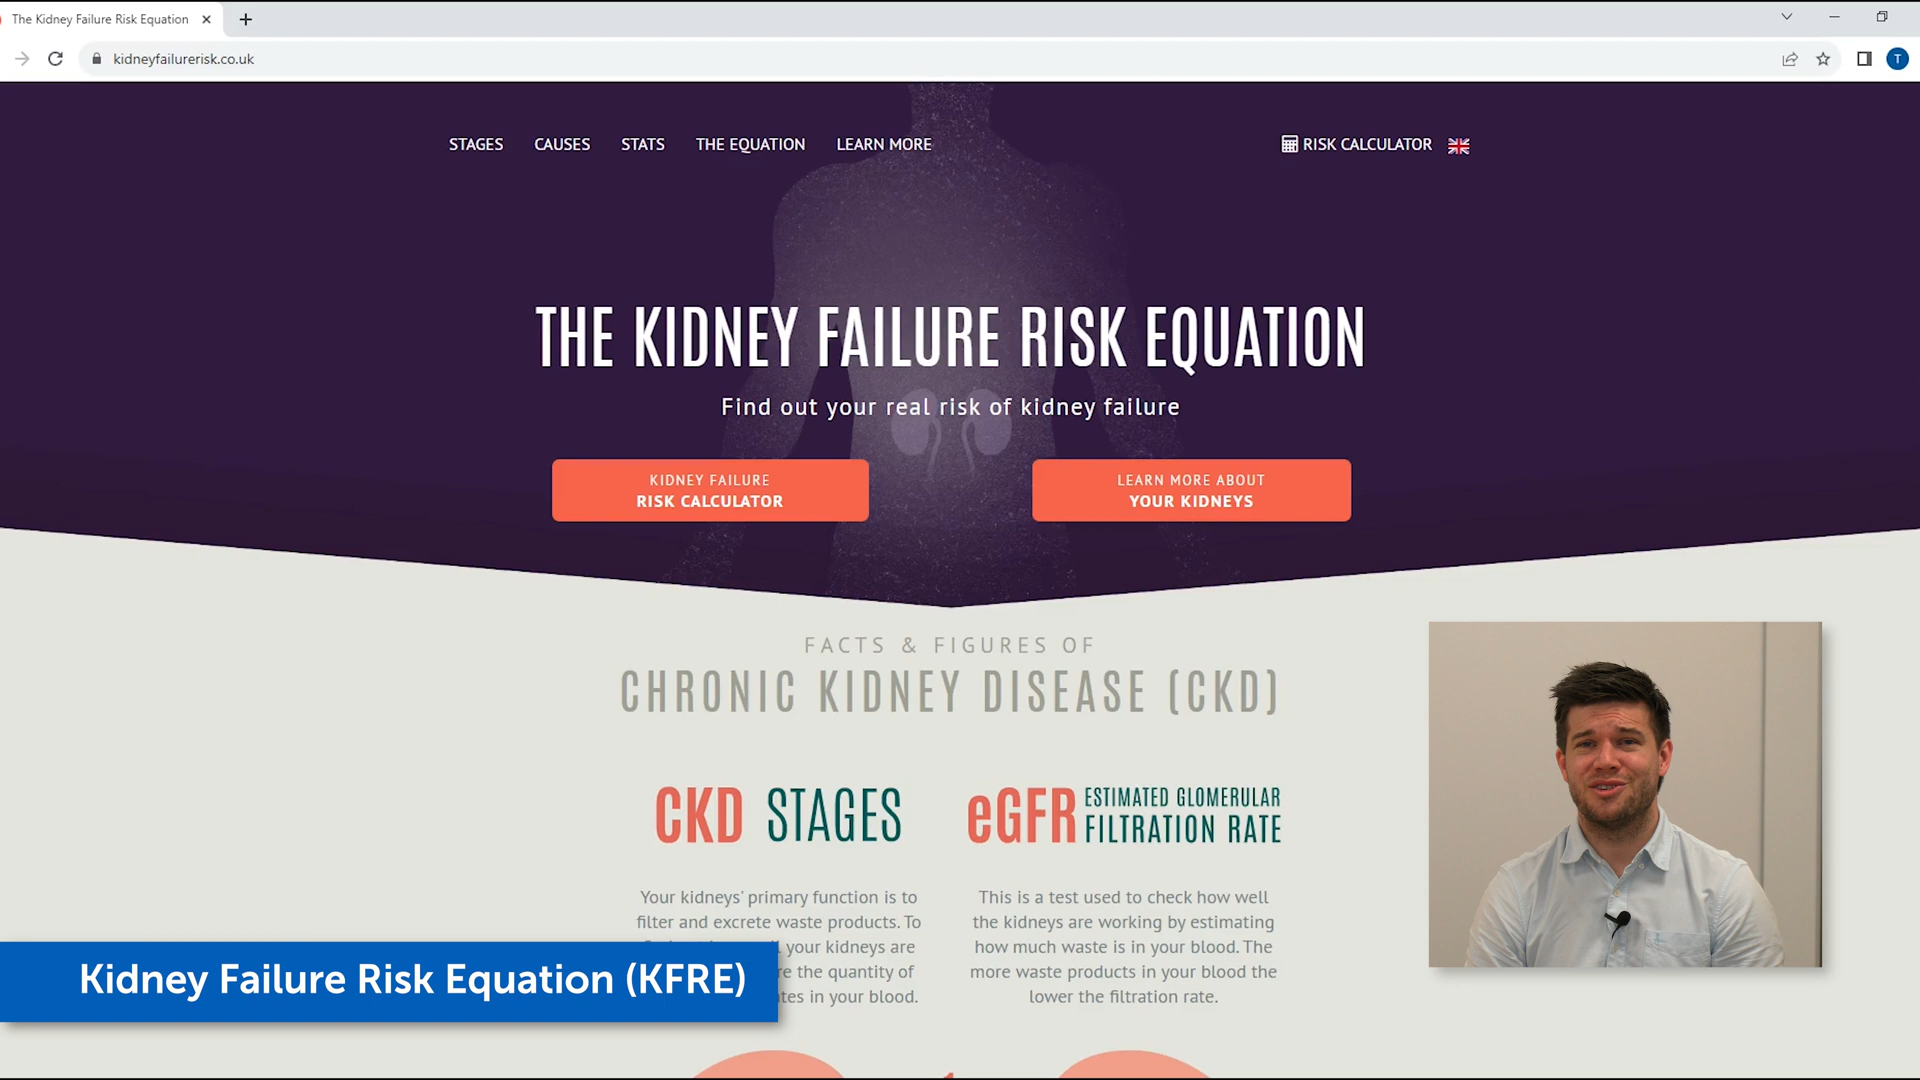 The Kidney Failure Risk Equation
kidneyfailurerisk.co.uk
T
STAGES CAUSES STATS THE EQUATION LEARN MORE RISK CALCULATOR
THE KIDNEY FAILURE RISK EQUATION
Find out your real risk of kidney failure
KIDNEY FAILURE
RISK CALCULATOR
LEARN MORE ABOUT
YOUR KIDNEYS
FACTS & FIGURES OF
CHRONIC KIDNEY DISEASE (CKD)
CKD STAGES
Your kidneys' primary function is to
filter and excrete waste products. To
your kidneys are
the quantity of
in your blood.
eGFR ESTIMATED GLOMERULAR
FILTRATION RATE
This is a test used to check how well
the kidneys are working by estimating
how much waste is in your blood. The
more waste products in your blood the
lower the filtration rate.
Kidney Failure Risk Equation (KFRE)